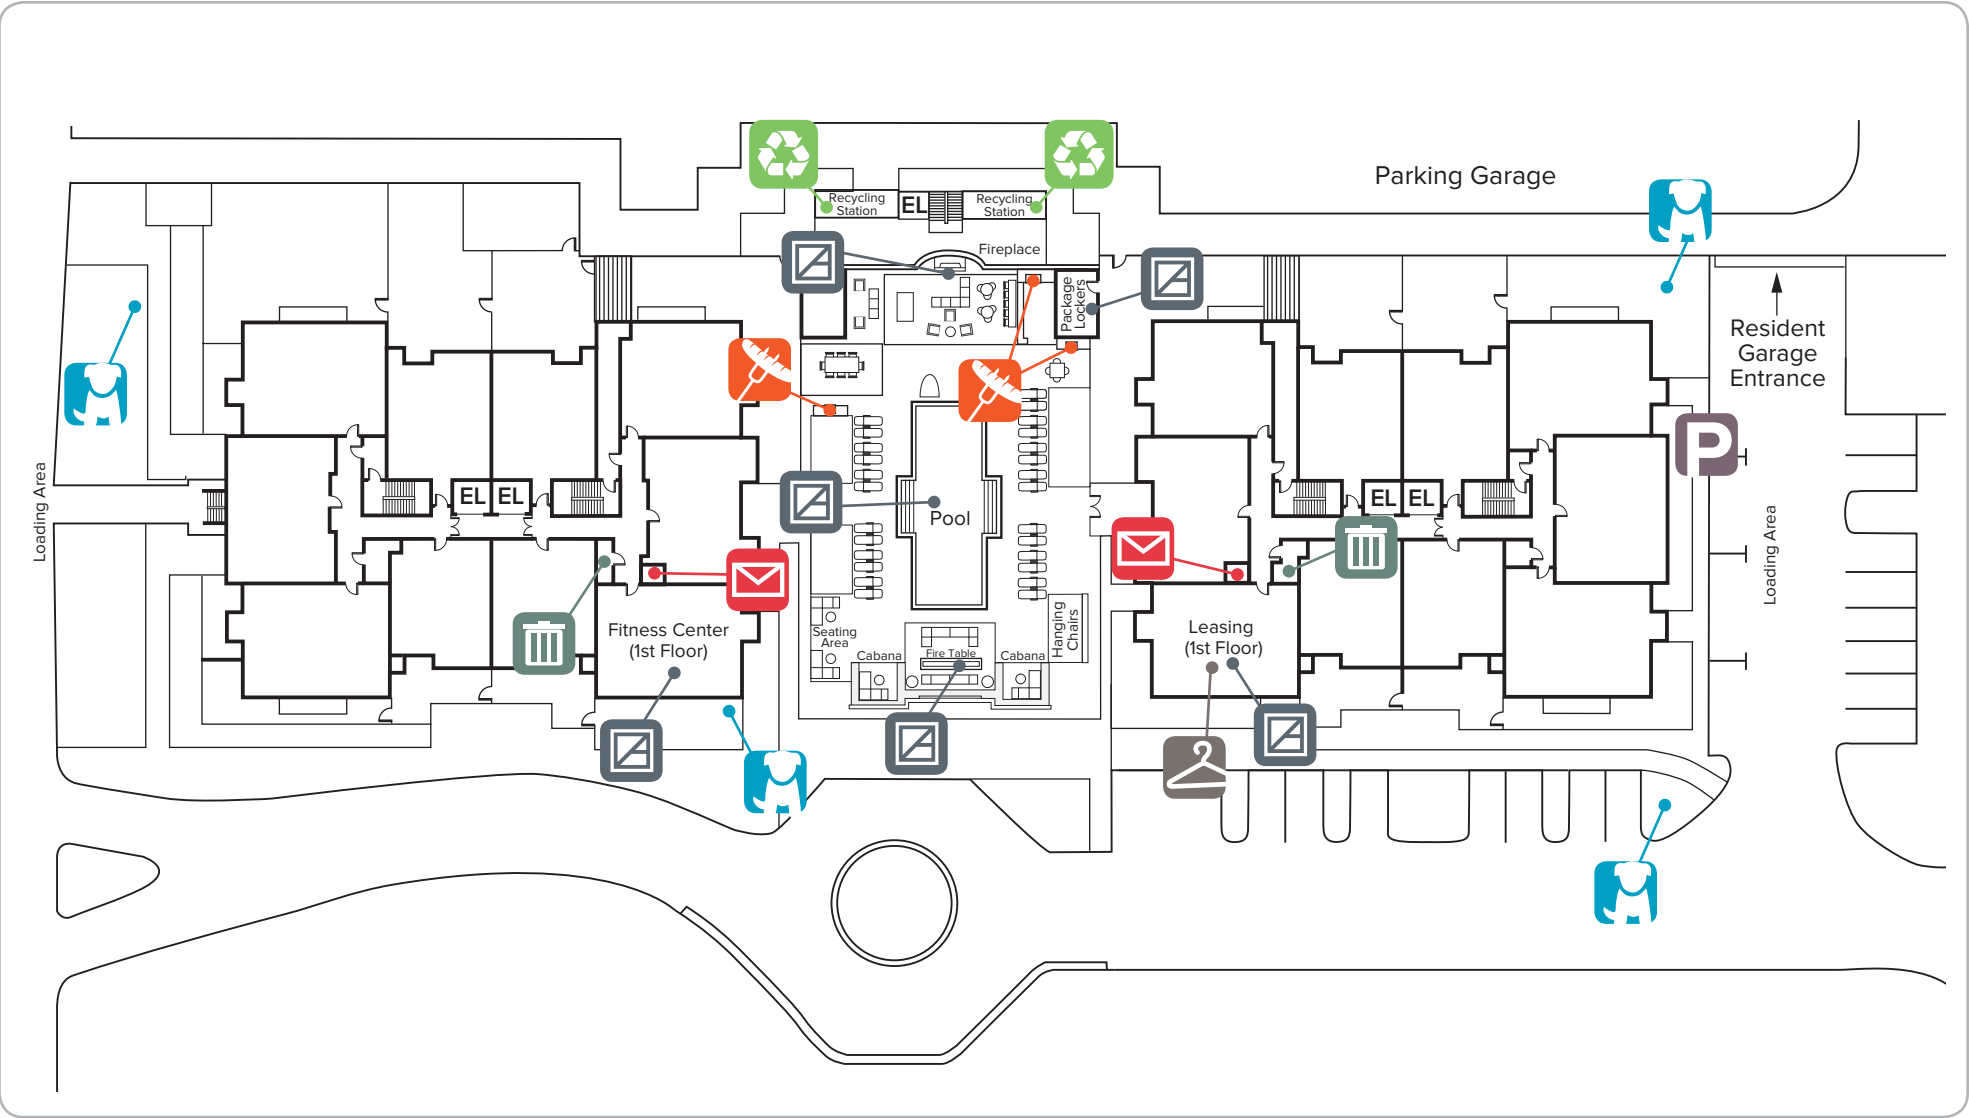 Parking Garage
Recycling
Station
EL
Recycling
Station
Fireplace
Package
Lockers
Resident
Garage
Entrance
P
Loading Area
EL
EL
EL
EL
Pool
Loading Area
Fitness Center
(1st Floor)
Seating
Area
Cabana
Fire Table
Cabana
Hanging
Chairs
Leasing
(1st Floor)